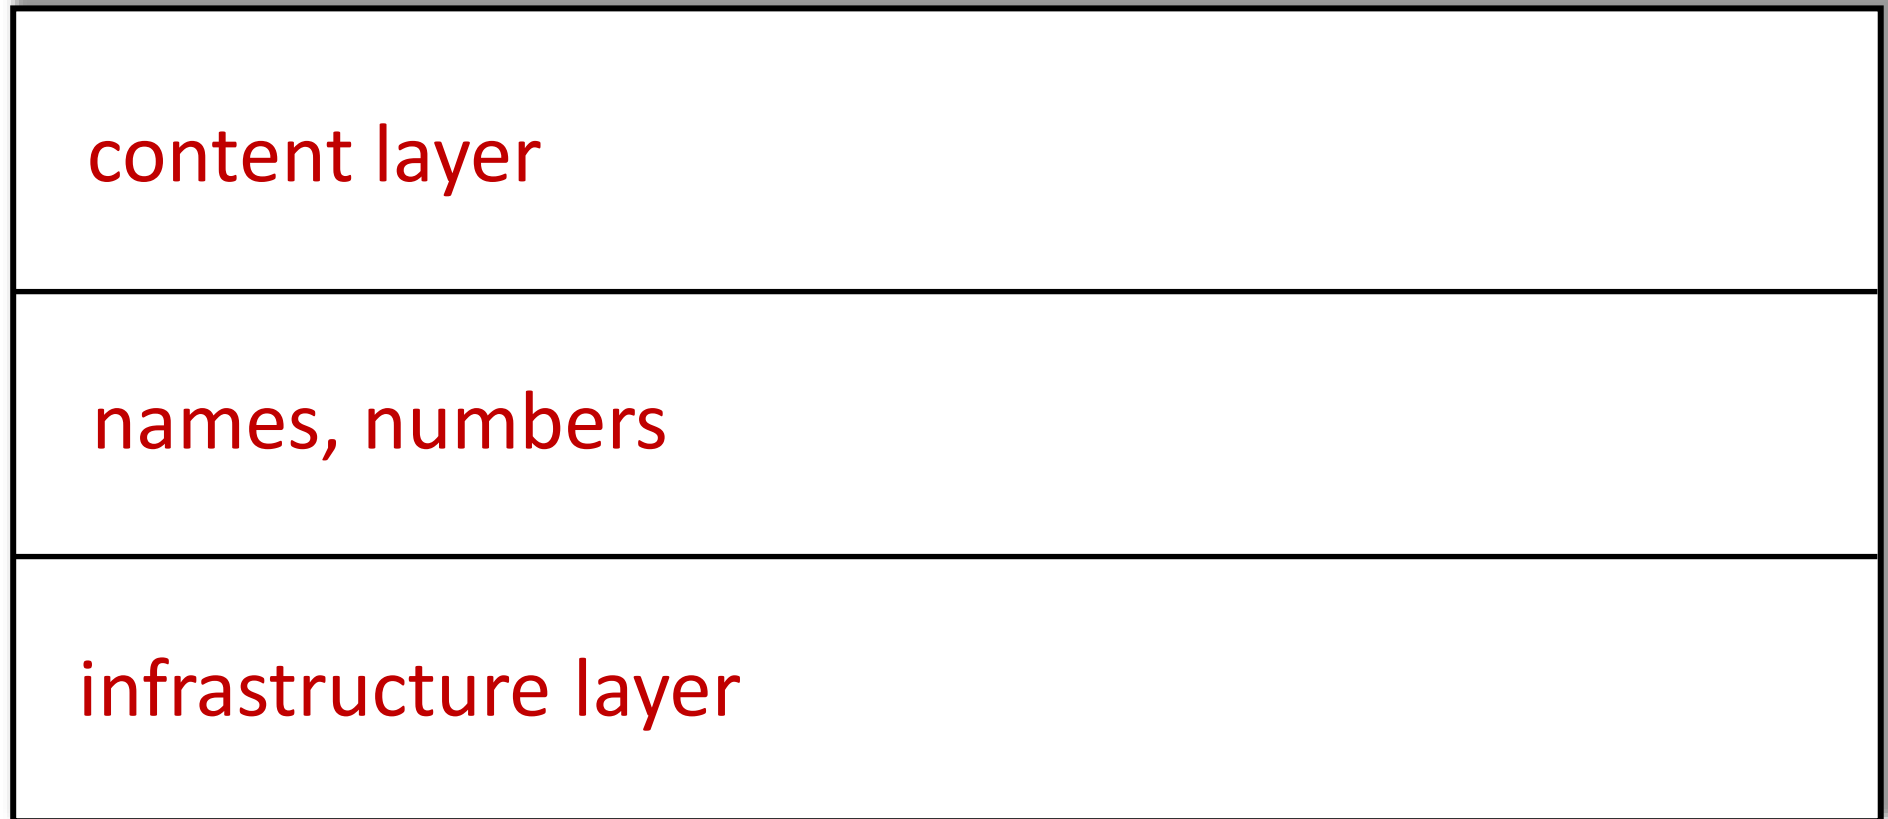 content layer
names, numbers
infrastructure layer